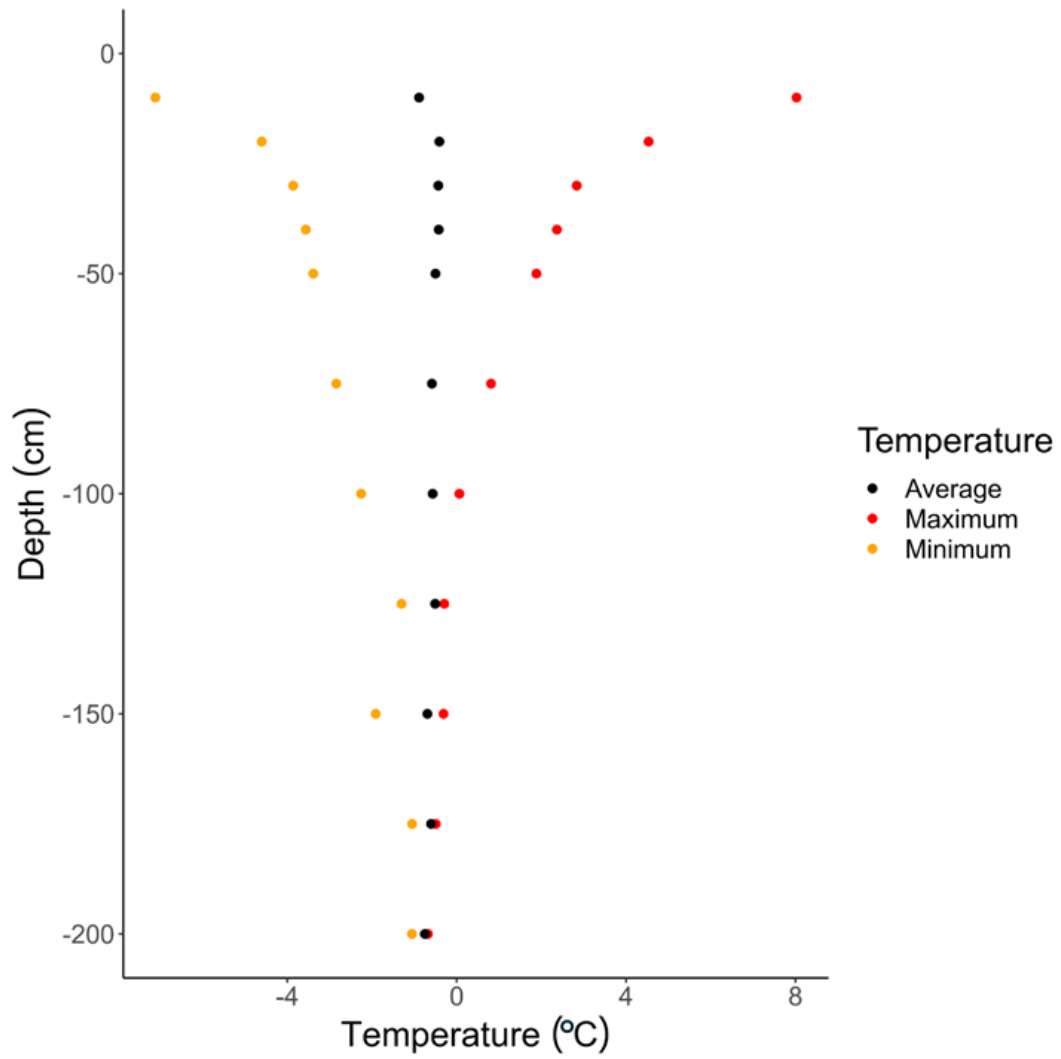 0
-50
-100
-150
-200
Depth (cm)
-4 0 4 8
Temperature (°C)
Temperature
Average
Maximum
Minimum